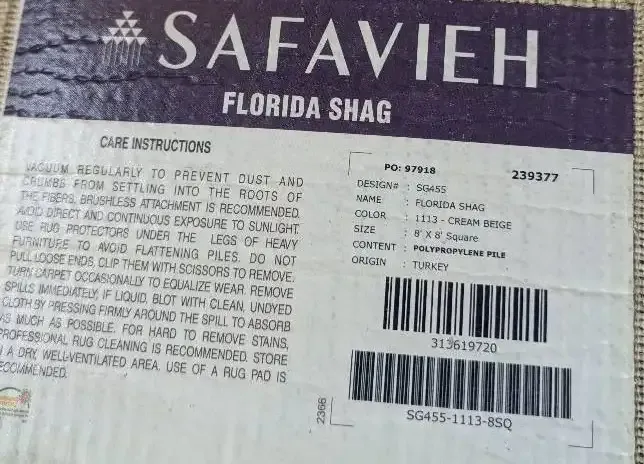 SAFAVIEH
FLORIDA SHAG
CARE INSTRUCTIONS
VACUUM REGULARLY TO PREVENT DUST AND
CRUMBS FROM SETTLING INTO THE ROOTS OF
THE FIBERS. BRUSHLESS ATTACHMENT IS RECOMMENDED.
AVOID DIRECT AND CONTINUOUS EXPOSURE TO SUNLIGHT.
USE RUG PROTECTORS UNDER THE LEGS OF HEAVY
FURNITURE TO AVOID FLATTENING PILES. DO NOT
PULL LOOSE ENDS, CLIP THEM WITH SCISSORS TO REMOVE.
TURN CARPET OCCASIONALLY TO EQUALIZE WEAR. REMOVE
SPILLS IMMEDIATELY. IF LIQUID, BLOT WITH CLEAN, UNDYED
CLOTH BY PRESSING FIRMLY AROUND THE SPILL TO ABSORB
AS MUCH AS POSSIBLE. FOR HARD TO REMOVE STAINS,
PROFESSIONAL RUG CLEANING IS RECOMMENDED. STORE
A DRY, WELL-VENTILATED AREA. USE OF A RUG PAD IS
ECOMMENDED.
PO: 97918 239377
DESIGN# : SG455
NAME : FLORIDA SHAG
COLOR : 1113 - CREAM BEIGE
SIZE : 8' X 8' Square
CONTENT : POLYPROPYLENE PILE
ORIGIN : TURKEY
313619720
2366
SG455-1113-8SQ